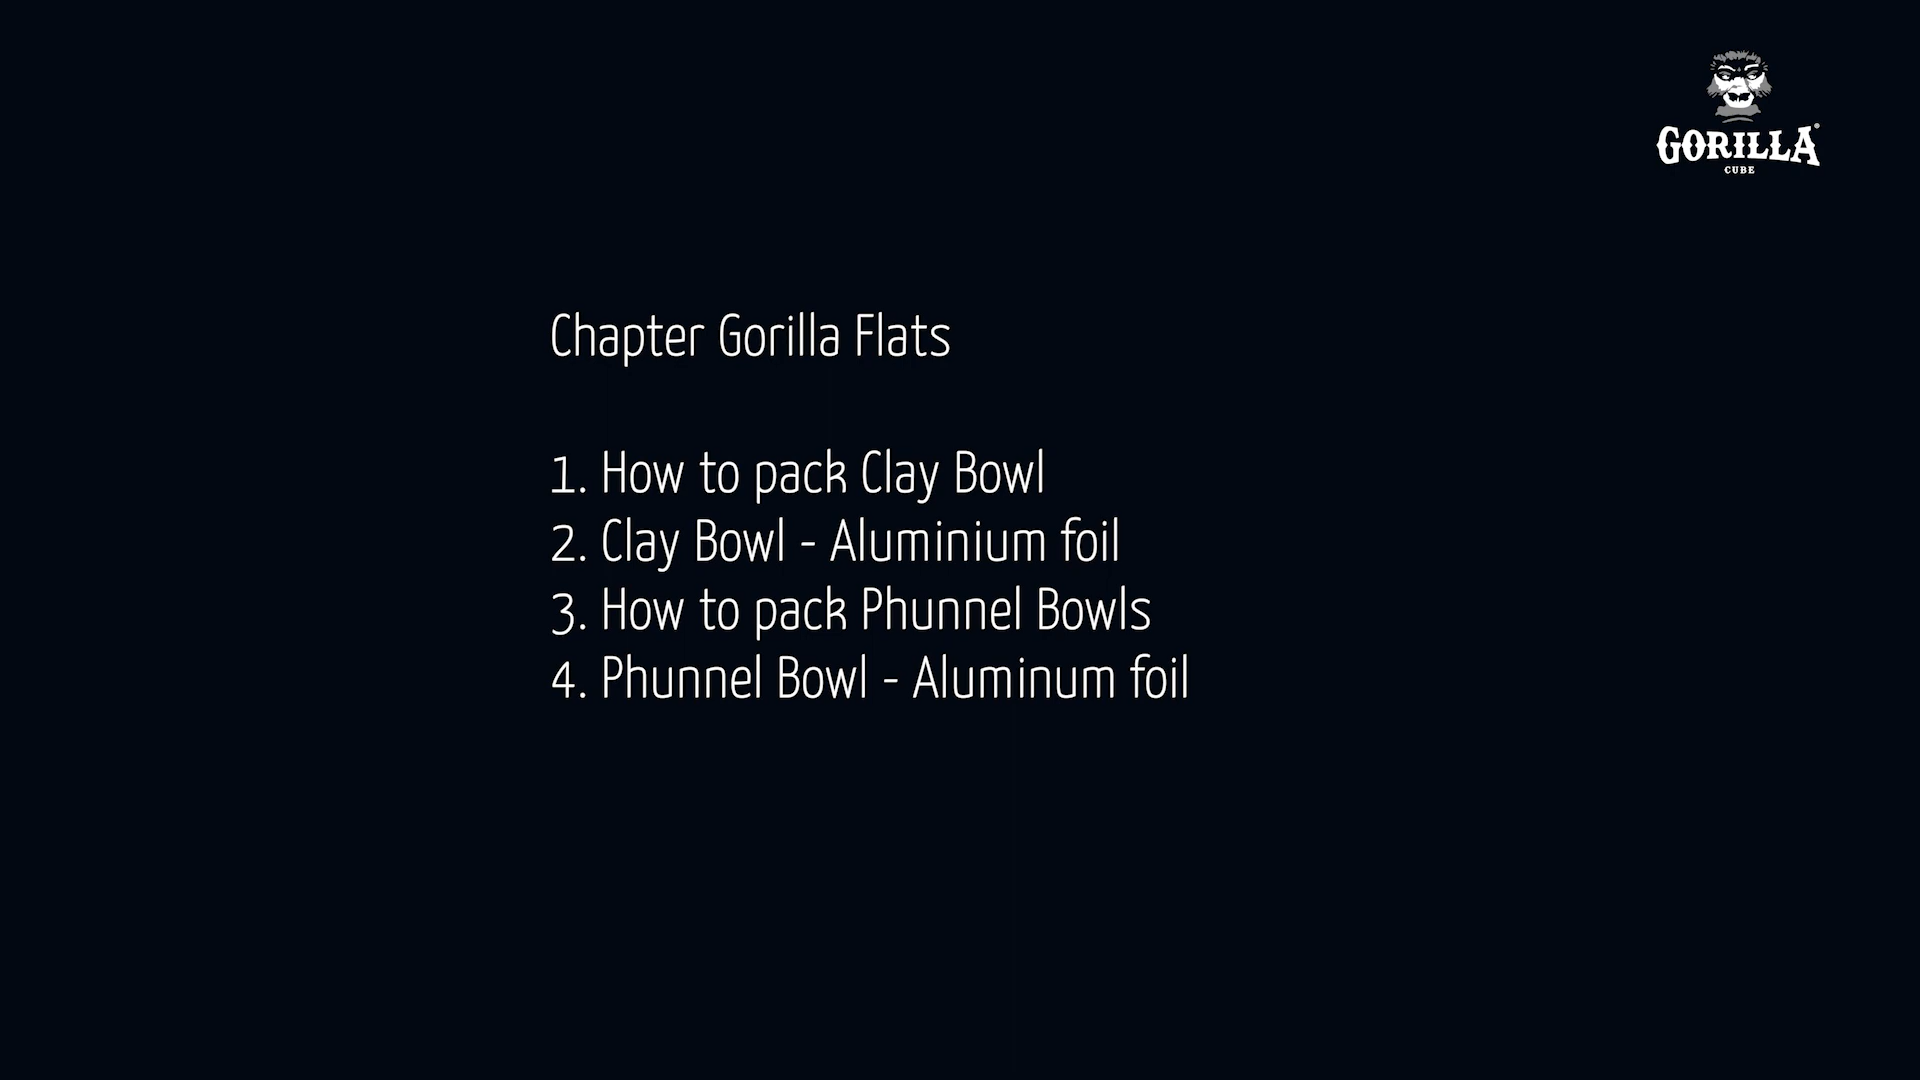 GORILLA®
CUBE
Chapter Gorilla Flats
1. How to pack Clay Bowl
2. Clay Bowl - Aluminium foil
3. How to pack Phunnel Bowls
4. Phunnel Bowl - Aluminum foil